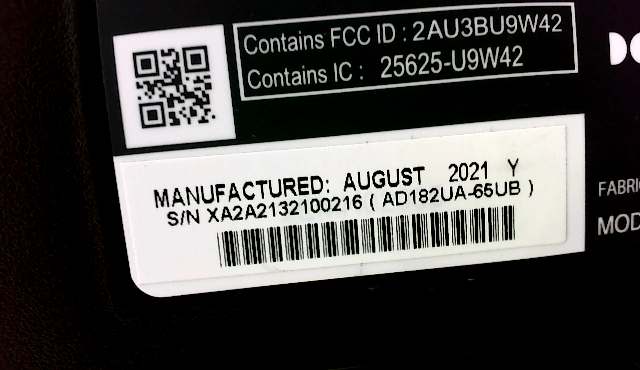 Contains FCC ID : 2AU3BU9W42
Contains IC : 25625-U9W42
MANUFACTURED: AUGUST 2021 Y
S/N XA2A2132100216 ( AD182UA-65UB )